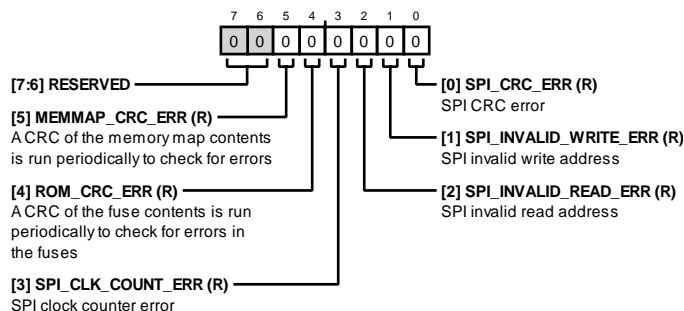 7 6 5 4 3 2 1 0
0 0 0 0 0 0 0 0
[7:6] RESERVED
[5] MEMMAP_CRC_ERR (R)
A CRC of the memory map contents
is run periodically to check for errors
[4] ROM_CRC_ERR (R)
A CRC of the fuse contents is run
periodically to check for errors in
the fuses
[3] SPI_CLK_COUNT_ERR (R)
SPI clock counter error
[0] SPI_CRC_ERR (R)
SPI CRC error
[1] SPI_INVALID_WRITE_ERR (R)
SPI invalid write address
[2] SPI_INVALID_READ_ERR (R)
SPI invalid read address